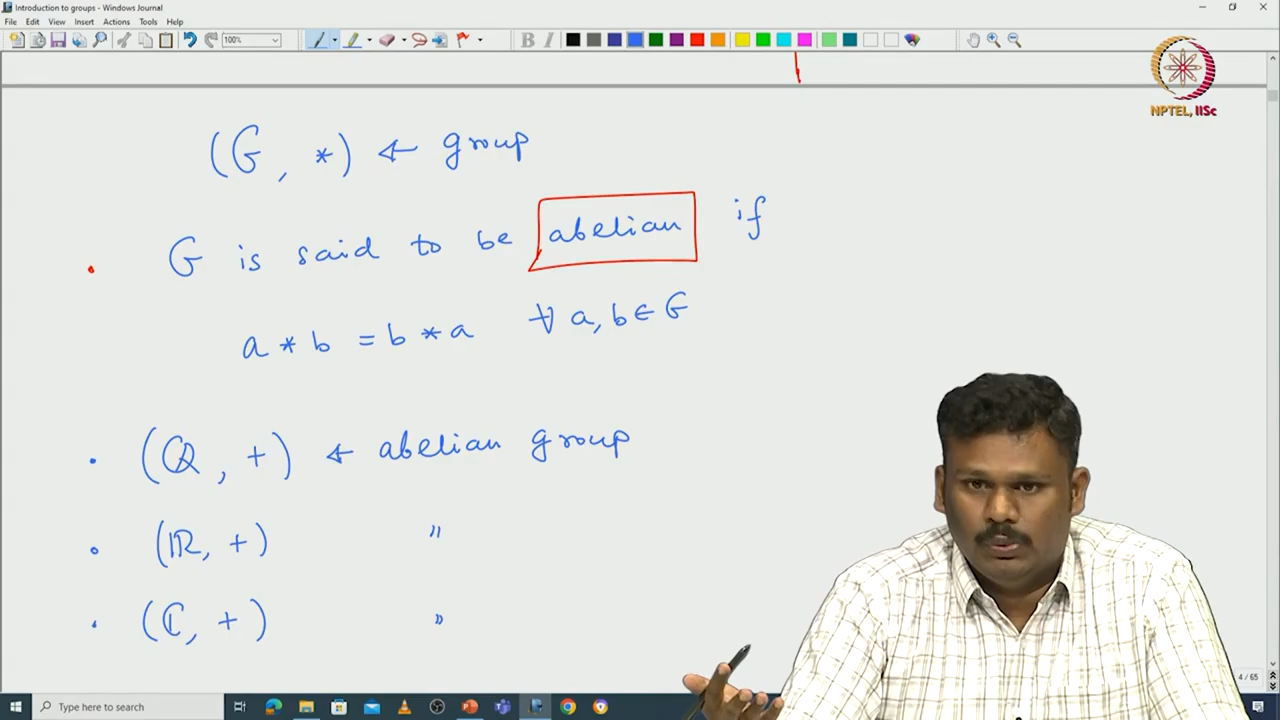 Introduction to groups - Windows Journal
File Edit View Insert Actions Tools Help
100%
B I
NPTEL, IISc
(G, *) ← group
G is said to be abelian if
a * b = b * a ∀ a, b ∈ G
• (ℚ, +) ← abelian group
• (ℝ, +) "
• (ℂ, +) "
4 / 65
Type here to search